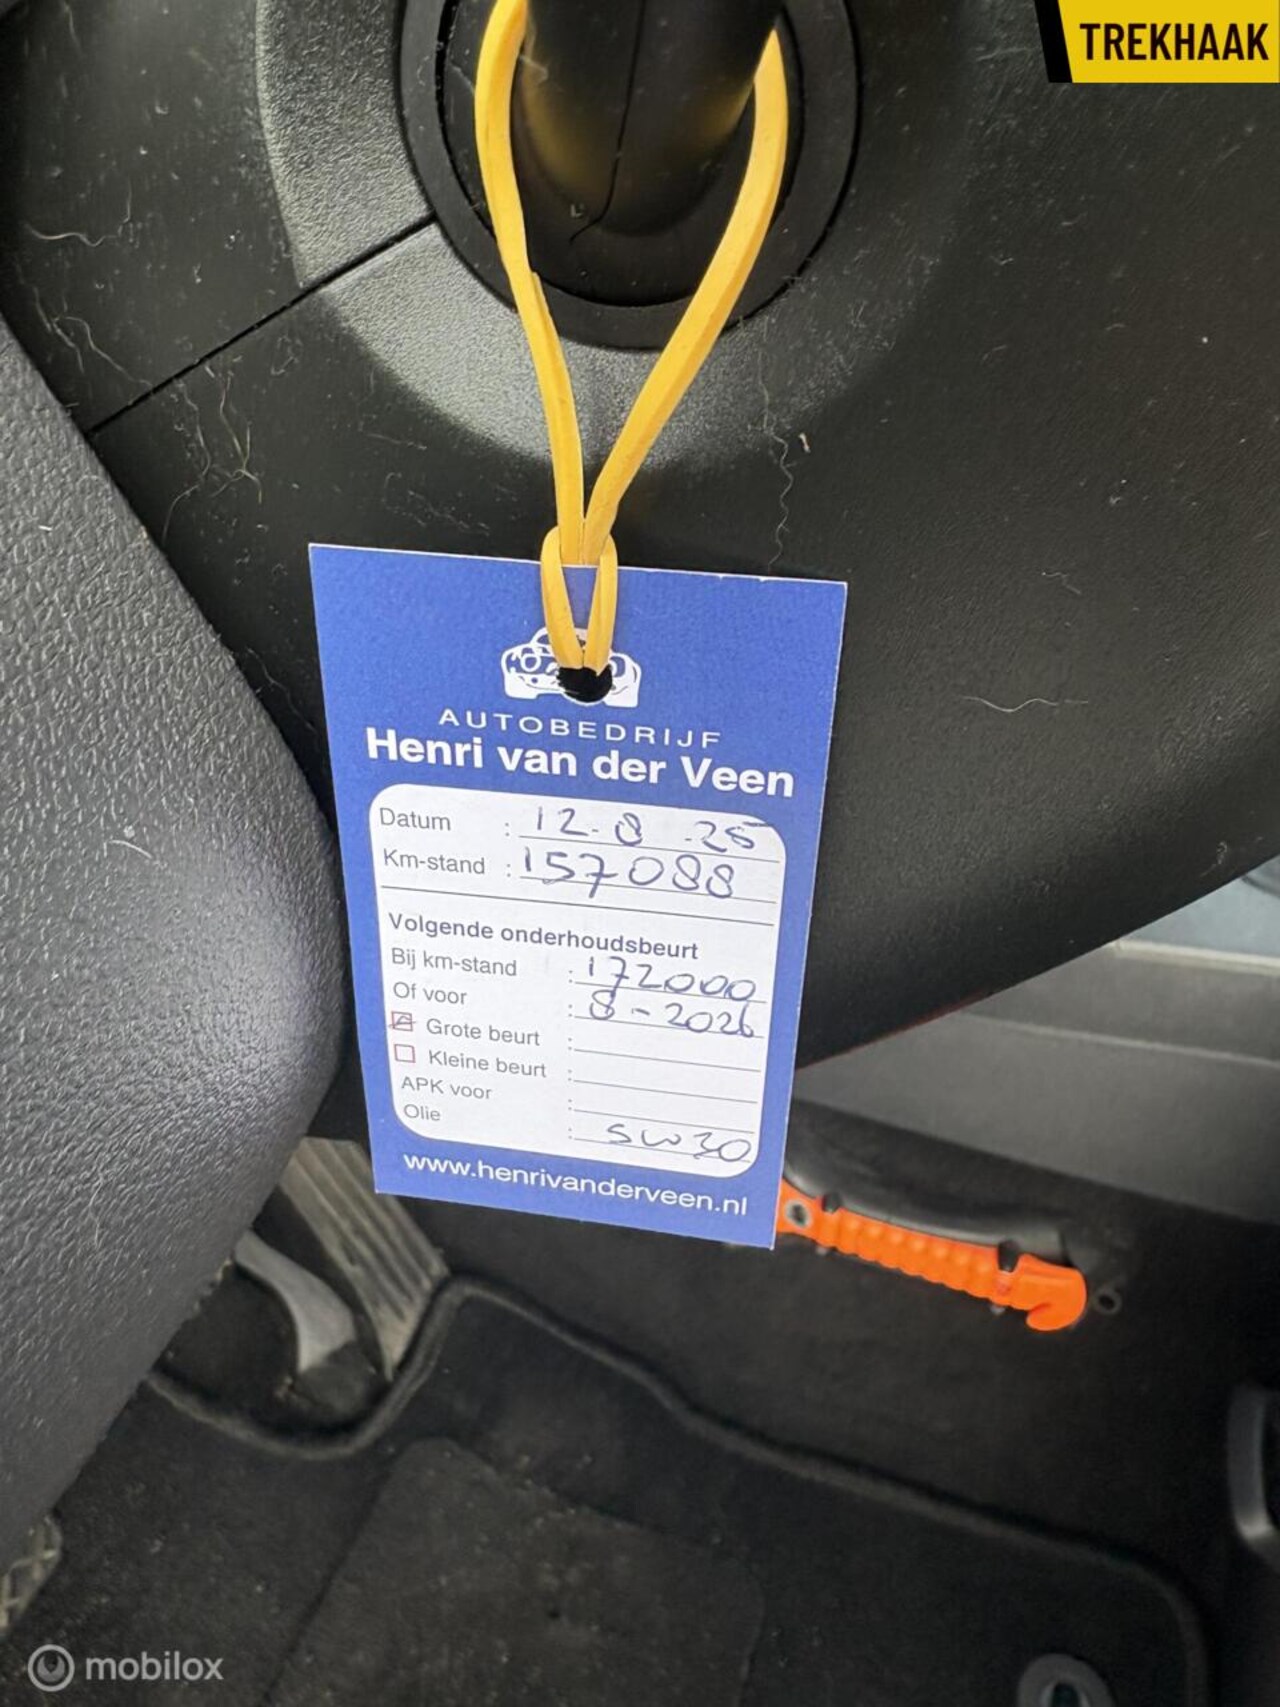 TREKHAAK
AUTOBEDRIJF
Henri van der Veen
Datum : 12-8-25
Km-stand : 157088
Volgende onderhoudsbeurt
Bij km-stand : 172000
Of voor : 8-2026
Grote beurt :
Kleine beurt :
APK voor :
Olie : 5W30
www.henrivanderveen.nl
mobilox